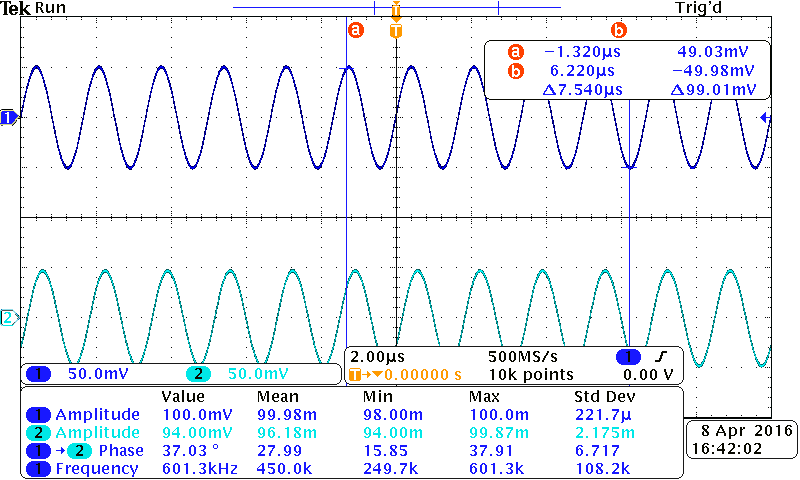 Tek Run Trig'd
T
a T b
a −1.320µs 49.03mV
b 6.220µs −49.98mV
Δ7.540µs Δ99.01mV
1
2
1 50.0mV 2 50.0mV
2.00µs 500MS/s 1
T→▼0.00000 s 10k points 0.00 V
Value Mean Min Max Std Dev
1 Amplitude 100.0mV 99.98m 98.00m 100.0m 221.7µ
2 Amplitude 94.00mV 96.18m 94.00m 99.87m 2.175m
1 → 2 Phase 37.03 ° 27.99 15.85 37.91 6.717
1 Frequency 601.3kHz 450.0k 249.7k 601.3k 108.2k
8 Apr 2016
16:42:02